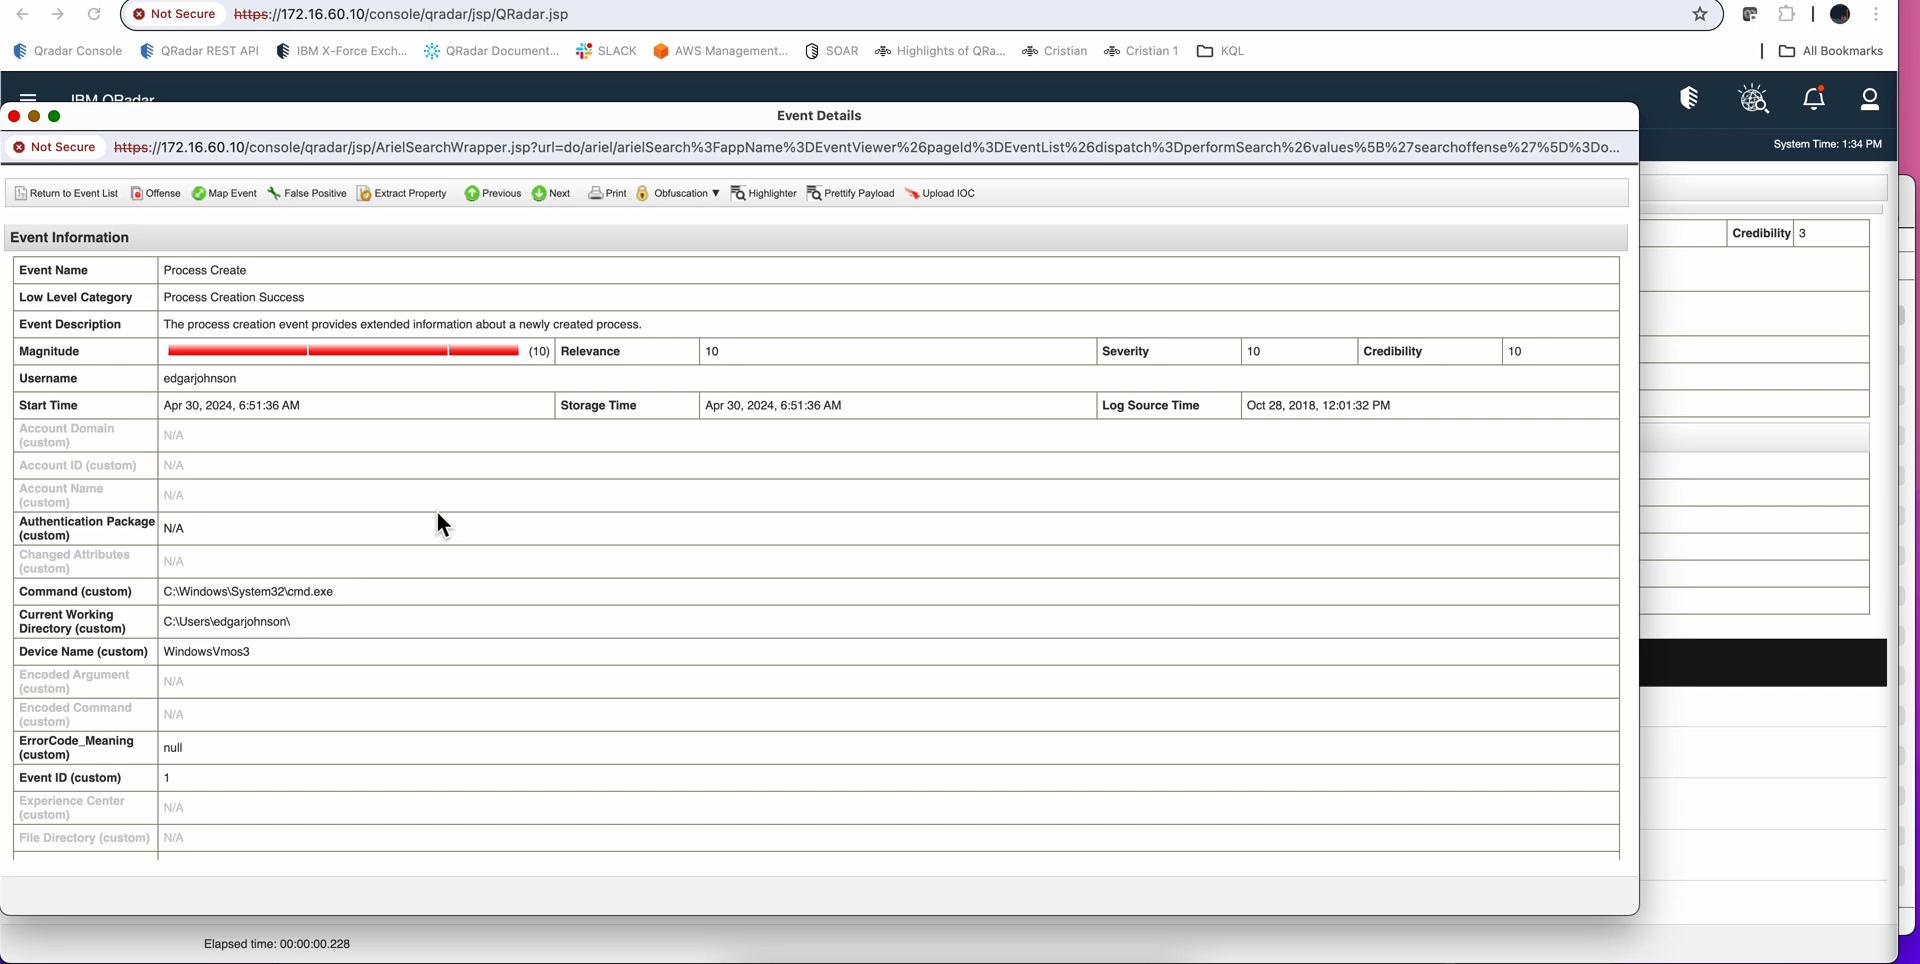 Not Secure https://172.16.60.10/console/qradar/jsp/QRadar.jsp
Qradar Console QRadar REST API IBM X-Force Exch... QRadar Document... SLACK AWS Management... SOAR Highlights of QRa... Cristian Cristian 1 KQL All Bookmarks
IBM QRadar
Event Details
Not Secure https://172.16.60.10/console/qradar/jsp/ArielSearchWrapper.jsp?url=do/ariel/arielSearch%3FappName%3DEventViewer%26pageId%3DEventList%26dispatch%3DperformSearch%26values%5B%27searchoffense%27%5D%3Do...
System Time: 1:34 PM
Return to Event List Offense Map Event False Positive Extract Property Previous Next Print Obfuscation ▼ Highlighter Prettify Payload Upload IOC
Credibility 3
Event Information
Event Name Process Create
Low Level Category Process Creation Success
Event Description The process creation event provides extended information about a newly created process.
Magnitude (10) Relevance 10 Severity 10 Credibility 10
Username edgarjohnson
Start Time Apr 30, 2024, 6:51:36 AM Storage Time Apr 30, 2024, 6:51:36 AM Log Source Time Oct 28, 2018, 12:01:32 PM
Account Domain
(custom) N/A
Account ID (custom) N/A
Account Name
(custom) N/A
Authentication Package
(custom) N/A
Changed Attributes
(custom) N/A
Command (custom) C:\Windows\System32\cmd.exe
Current Working
Directory (custom) C:\Users\edgarjohnson\
Device Name (custom) WindowsVmos3
Encoded Argument
(custom) N/A
Encoded Command
(custom) N/A
ErrorCode_Meaning
(custom) null
Event ID (custom) 1
Experience Center
(custom) N/A
File Directory (custom) N/A
Elapsed time: 00:00:00.228